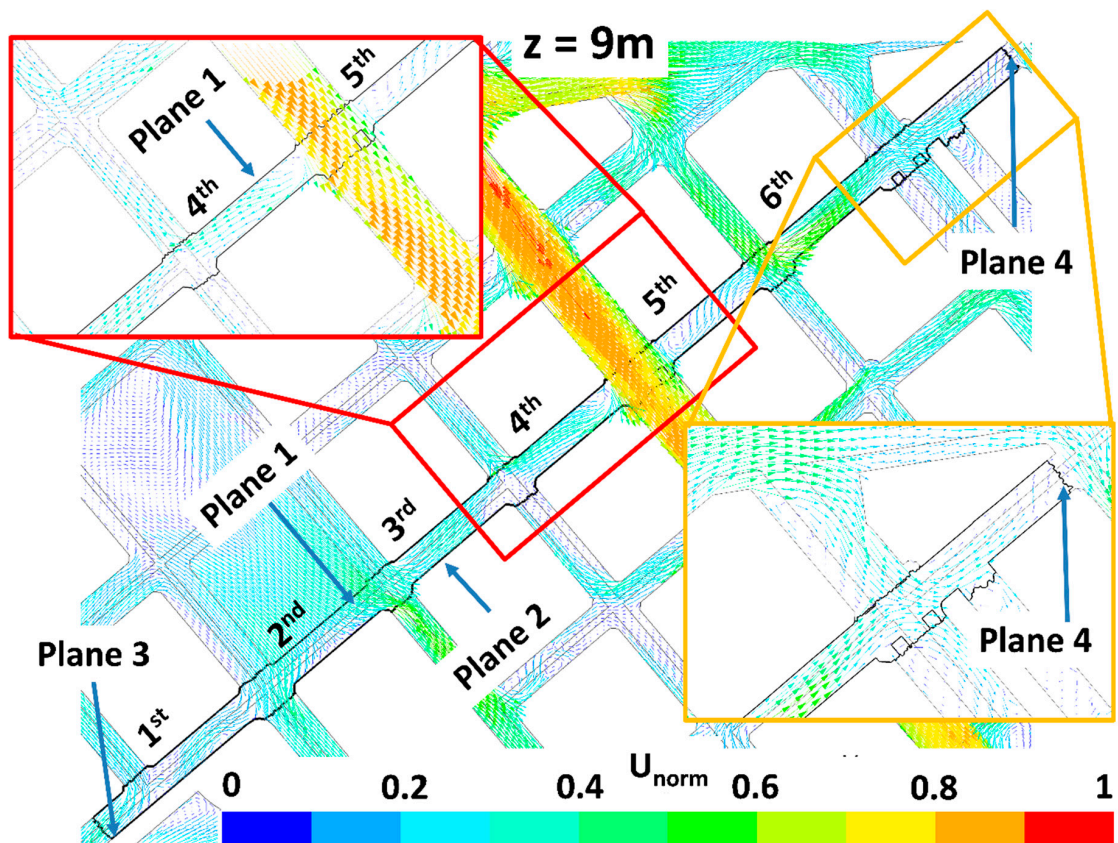 z = 9m
5th
Plane 1
4th
6th
Plane 4
5th
4th
Plane 1
3rd
2nd
Plane 2
Plane 4
Plane 3
1st
Unorm
0
0.2
0.4
0.6
0.8
1